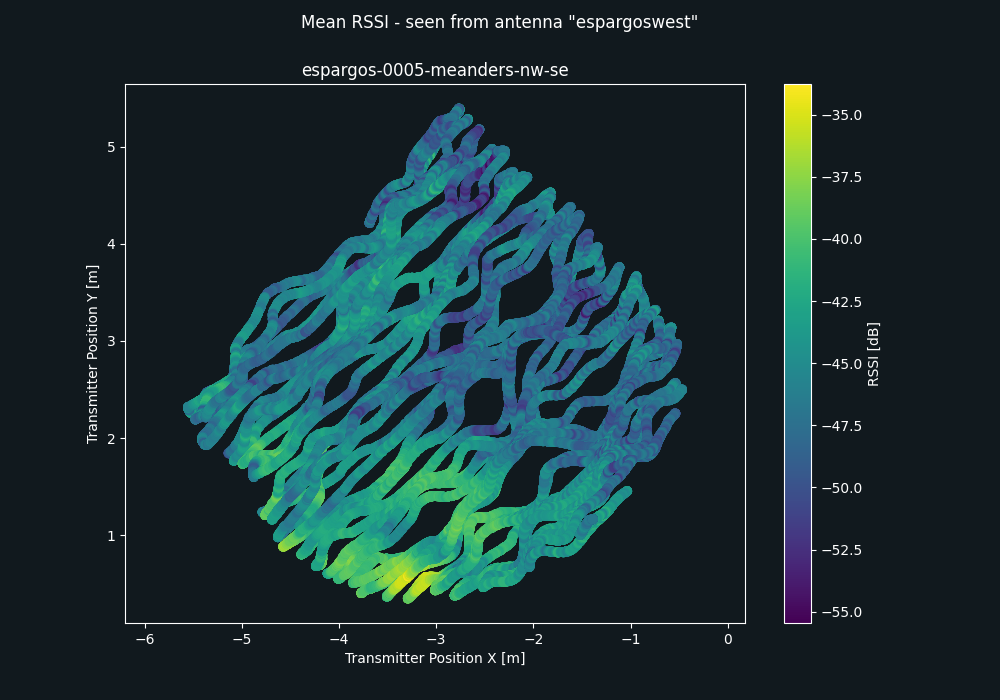 Mean RSSI - seen from antenna "espargoswest"
espargos-0005-meanders-nw-se
Transmitter Position Y [m]
5
4
3
2
1
−6 −5 −4 −3 −2 −1 0
Transmitter Position X [m]
−35.0
−37.5
−40.0
−42.5
−45.0
−47.5
−50.0
−52.5
−55.0
RSSI [dB]